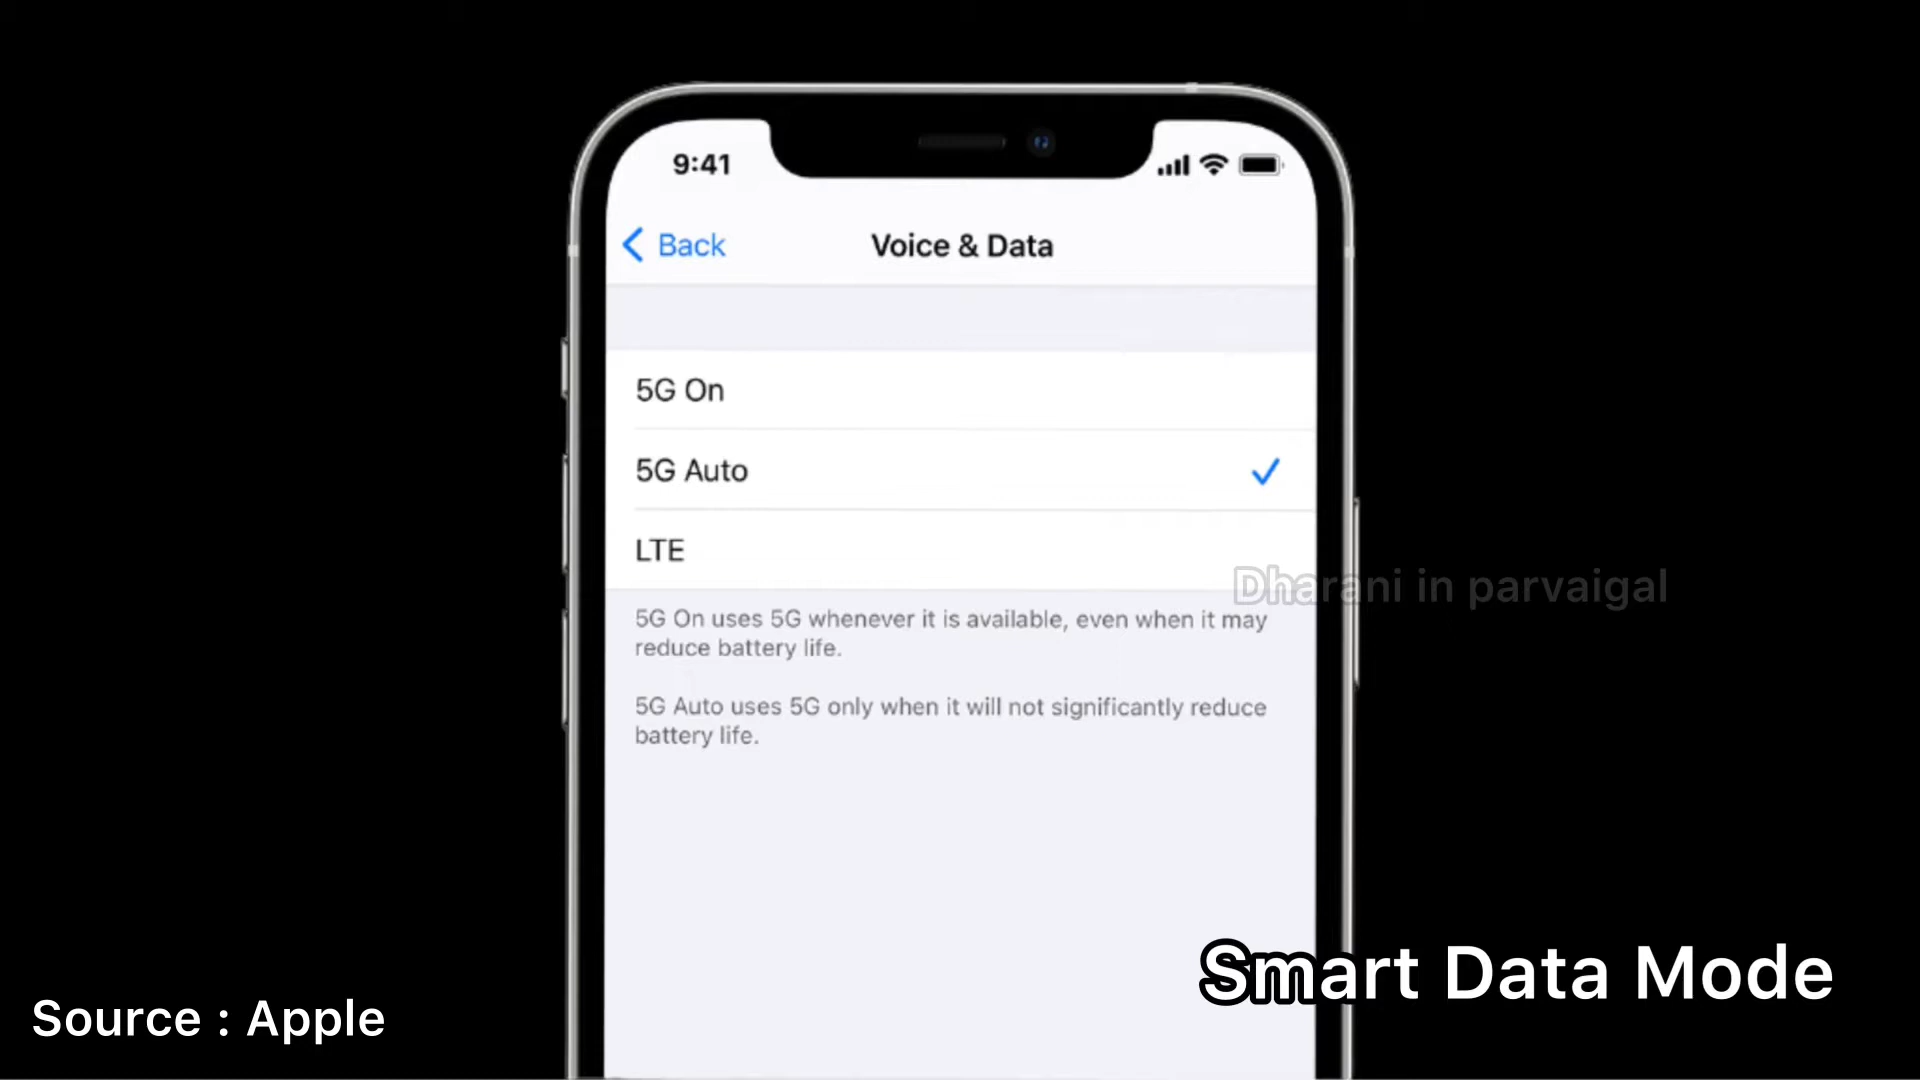 9:41
Back
Voice & Data
5G On
5G Auto
LTE
Dharani in parvaigal
5G On uses 5G whenever it is available, even when it may
reduce battery life.
5G Auto uses 5G only when it will not significantly reduce
battery life.
Smart Data Mode
Source : Apple